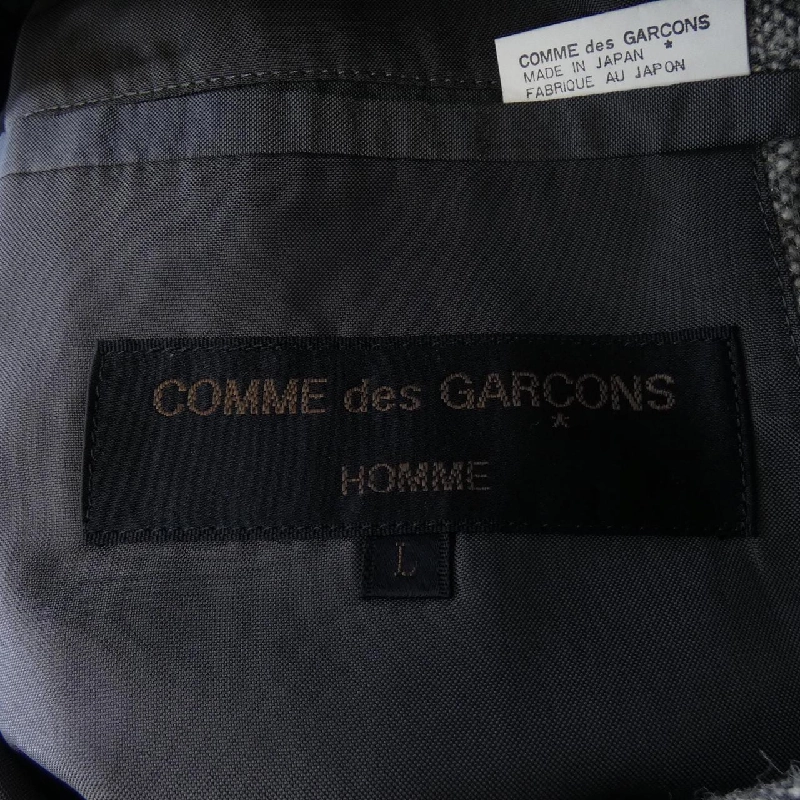 COMME des GARCONS
*
MADE IN JAPAN
FABRIQUE AU JAPON
COMME des GARCONS
*
HOMME
L